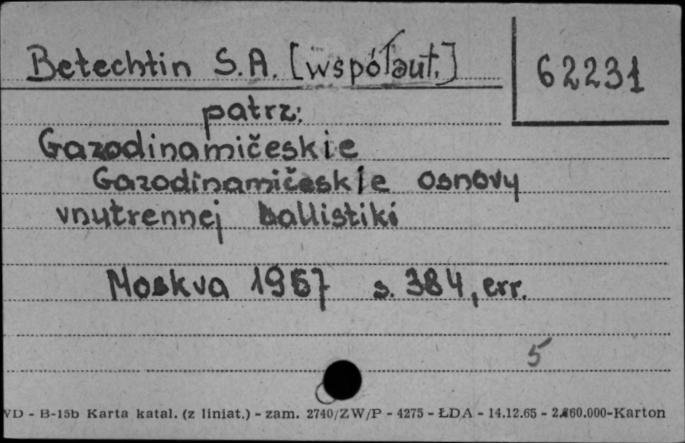 Betechtin S.A. [współaut.]
62231
patrz:
Gazodinamičeskie
Gazodinamičeskie osnovy
vnutrennej ballistiki
Moskva 1957 s. 384, err.
5
VD - B-15b Karta katal. (z liniat.) - zam. 2740/ZW/P - 4275 - ŁDA - 14.12.65 - 2.260.000-Karton